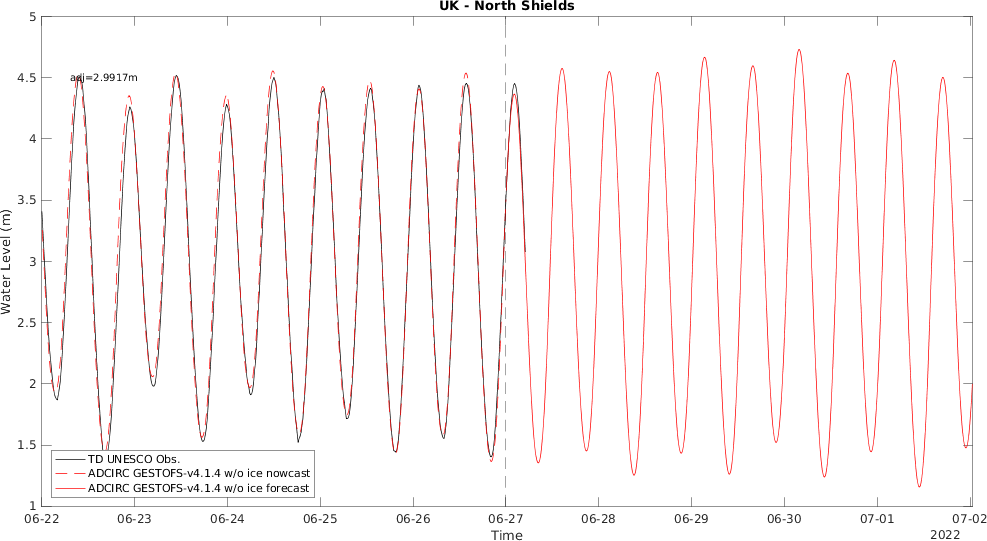 UK - North Shields
5
4.5
4
3.5
3
2.5
2
1.5
1
Water Level (m)
adj=2.9917m
TD UNESCO Obs.
ADCIRC GESTOFS-v4.1.4 w/o ice nowcast
ADCIRC GESTOFS-v4.1.4 w/o ice forecast
06-22 06-23 06-24 06-25 06-26 06-27 06-28 06-29 06-30 07-01 07-02
Time
2022